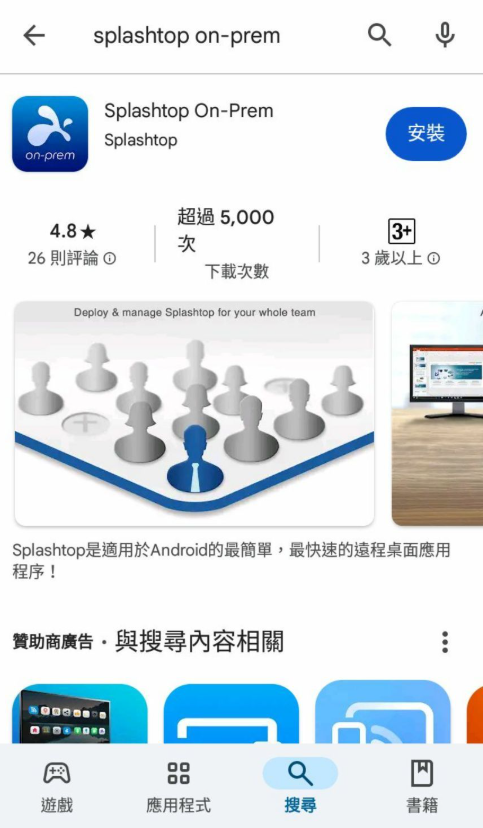 splashtop on-prem
Splashtop On-Prem
Splashtop
安裝
on-prem
4.8★
26 則評論
超過 5,000
次
下載次數
3+
3 歲以上
Deploy & manage Splashtop for your whole team
Splashtop是適用於Android的最簡單，最快速的遠程桌面應用
程序！
贊助商廣告・與搜尋內容相關
遊戲
應用程式
搜尋
書籍